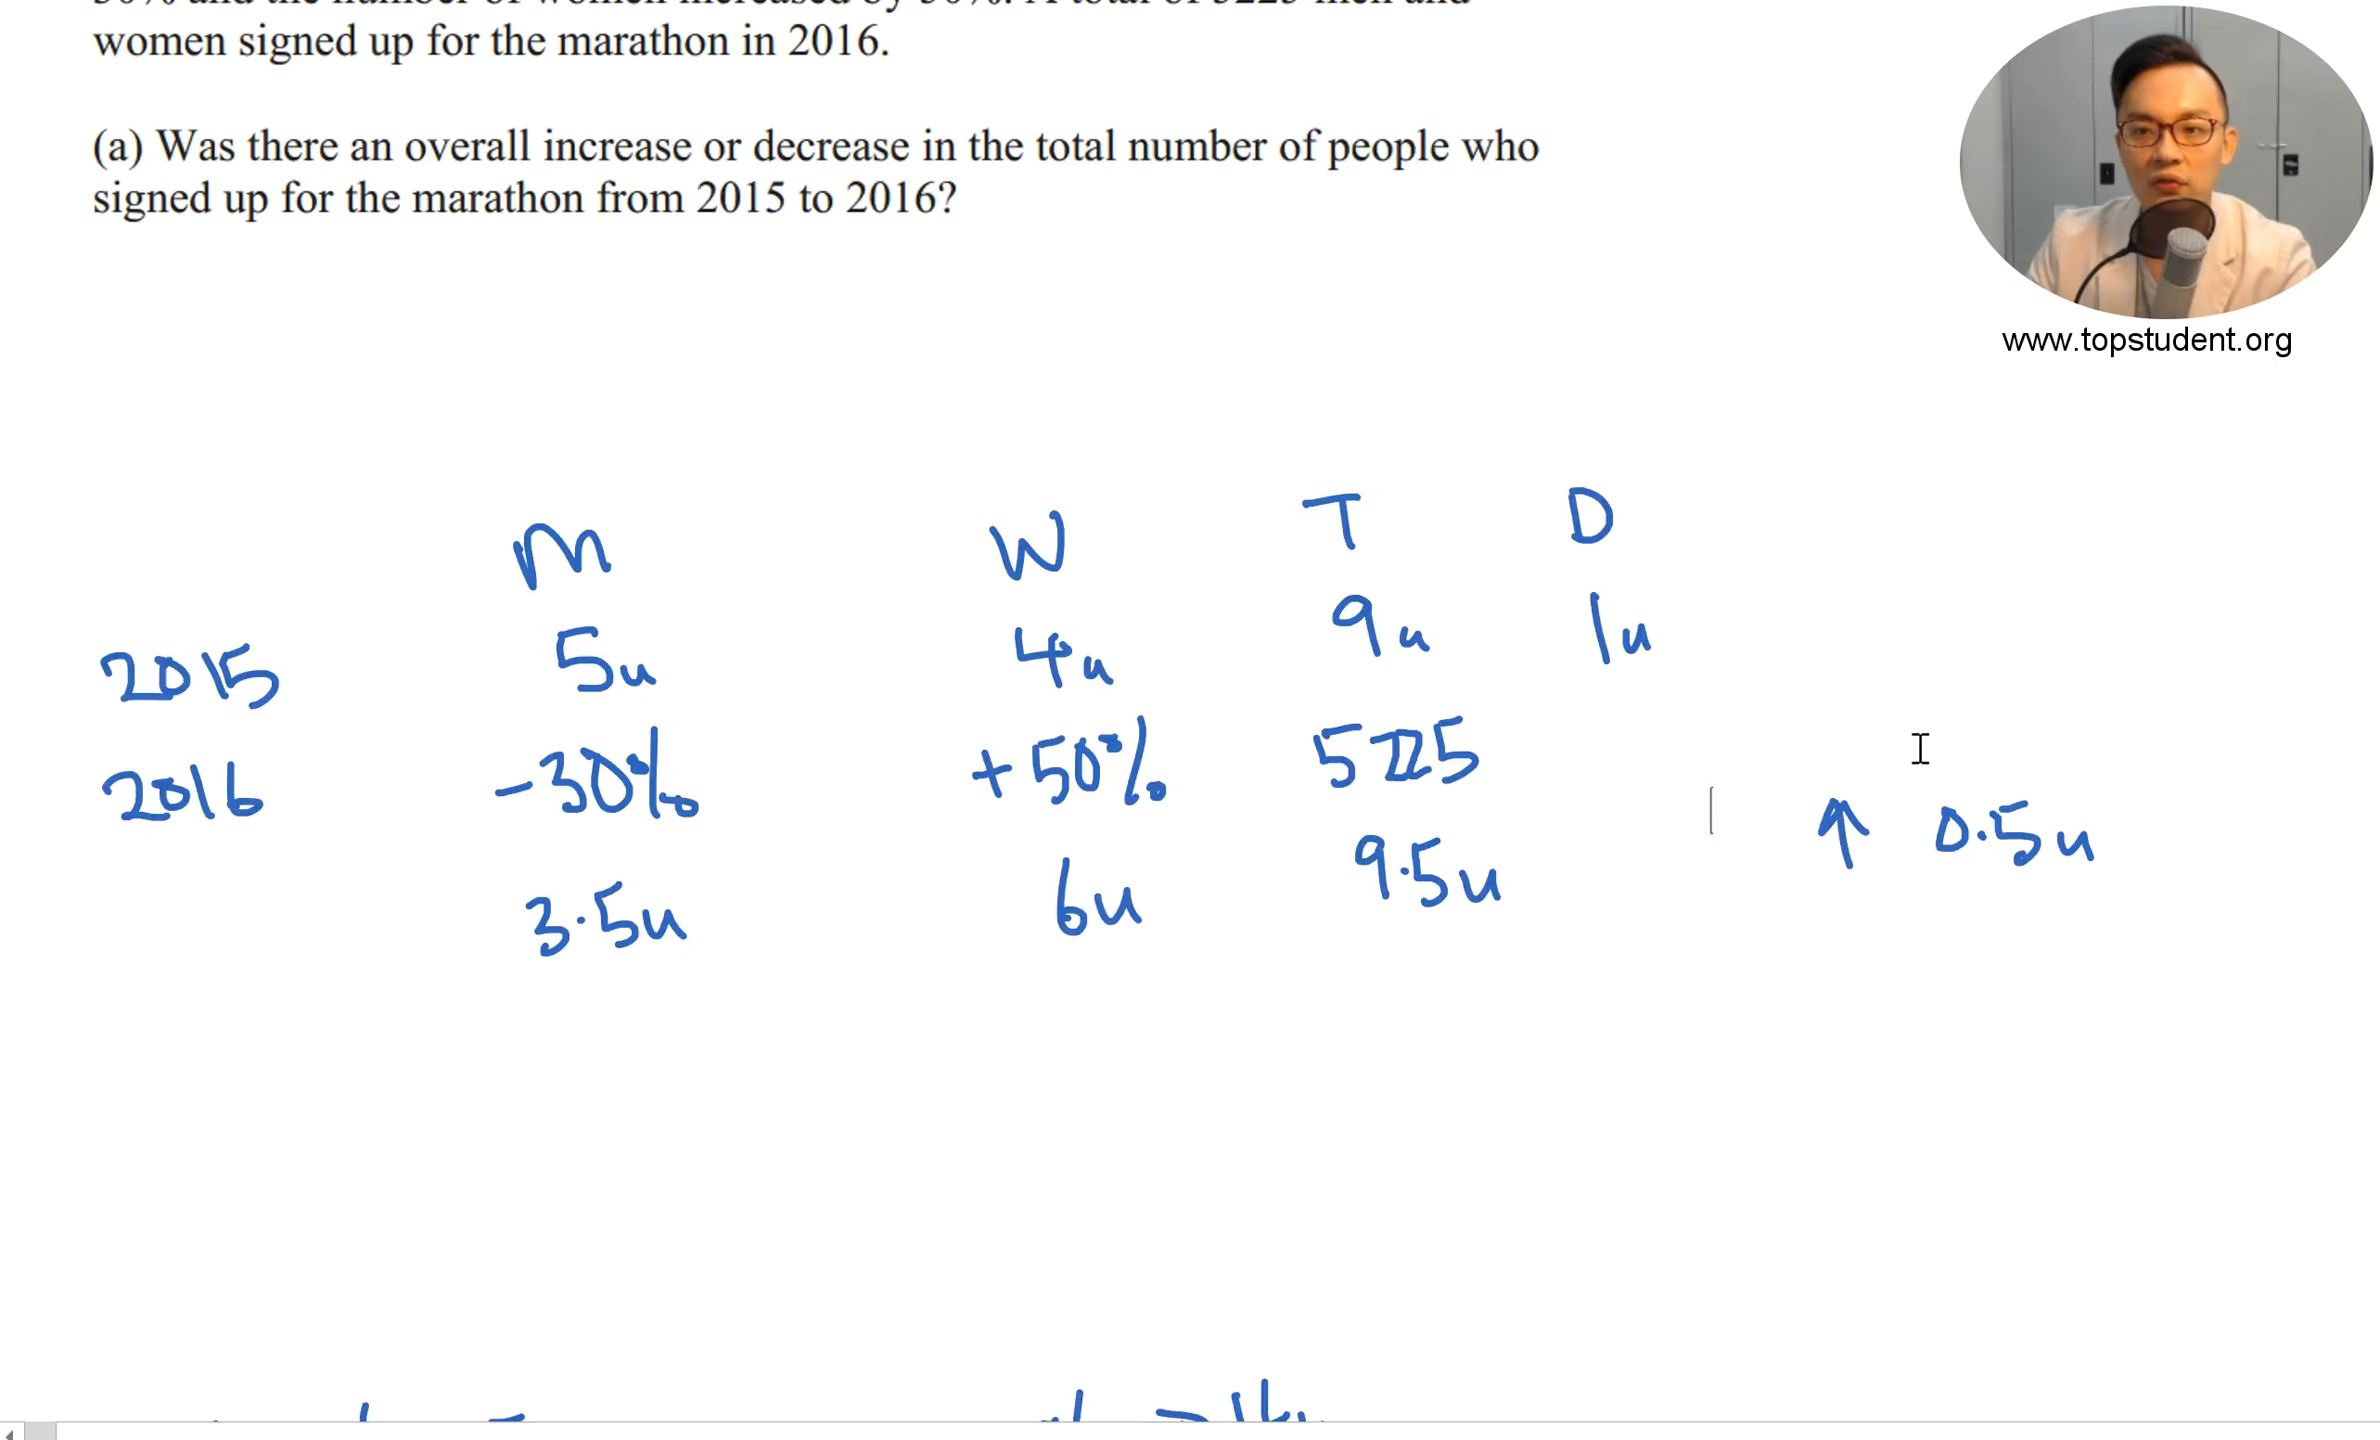 women signed up for the marathon in 2016.
(a) Was there an overall increase or decrease in the total number of people who
signed up for the marathon from 2015 to 2016?
www.topstudent.org
M W T D
2015 5u 4u 9u 1u
2016 -30% +50% 5225
↑ 0.5u
3.5u 6u 9.5u